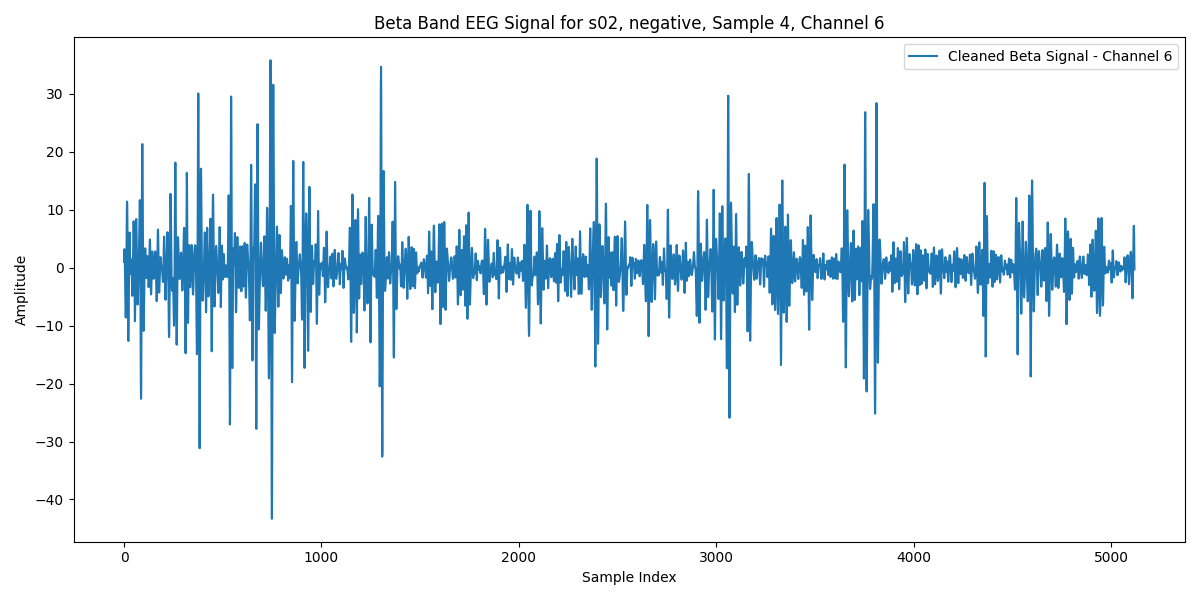 Beta Band EEG Signal for s02, negative, Sample 4, Channel 6
Cleaned Beta Signal - Channel 6
Amplitude
30
20
10
0
−10
−20
−30
−40
0 1000 2000 3000 4000 5000
Sample Index